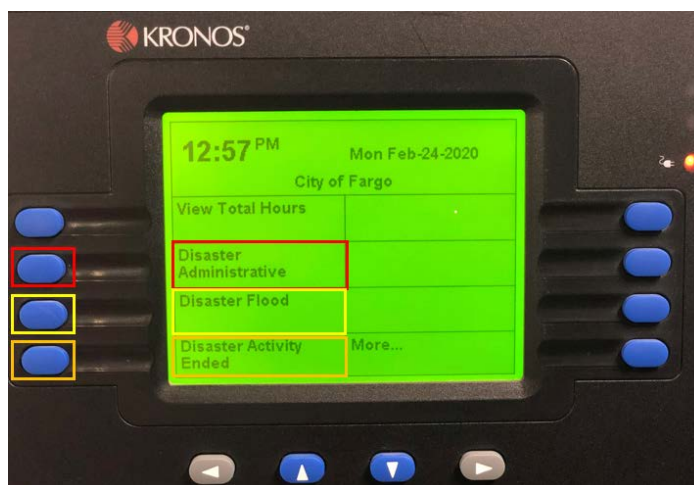 KRONOS®
12:57 PM
Mon Feb-24-2020
City of Fargo
View Total Hours
Disaster
Administrative
Disaster Flood
Disaster Activity
Ended
More...